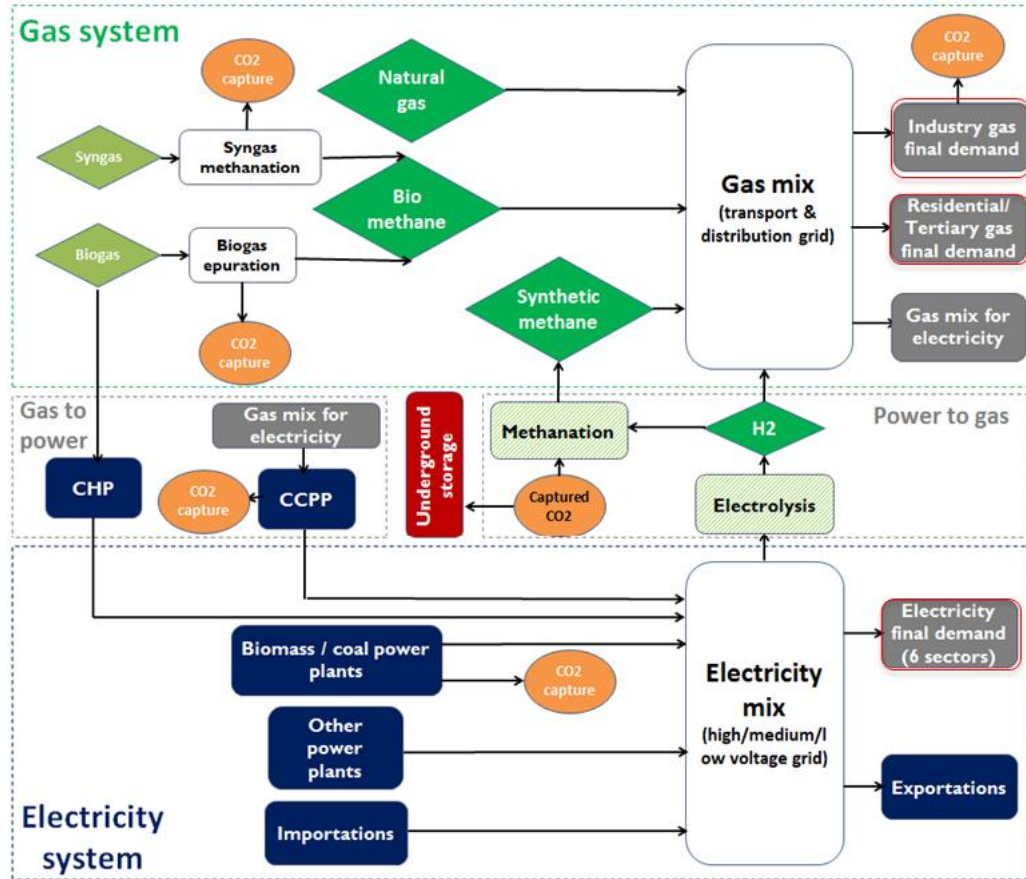 Gas system
CO2
capture
Natural
gas
CO2
capture
Syngas
Syngas
methanation
Industry gas
final demand
Gas mix
(transport &
distribution grid)
Bio
methane
Residential/
Tertiary gas
final demand
Biogas
Biogas
epuration
Synthetic
methane
Gas mix for
electricity
CO2
capture
Gas to
power
Gas mix for
electricity
Underground
storage
Methanation
H2
Power to gas
CHP
CO2
capture
CCPP
Captured
CO2
Electrolysis
Biomass / coal power
plants
CO2
capture
Electricity
mix
(high/medium/l
ow voltage grid)
Electricity
final demand
(6 sectors)
Other
power
plants
Exportations
Importations
Electricity
system